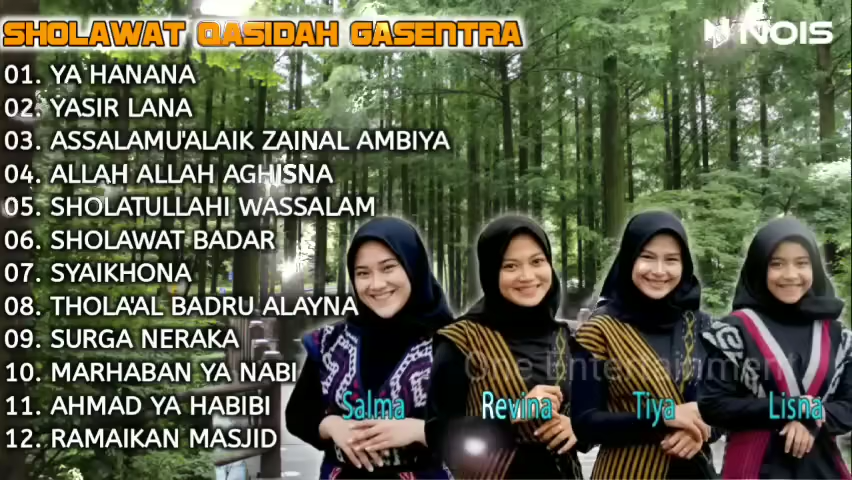 SHOLAWAT QASIDAH GASENTRA
NOIS
01. YA HANANA
02. YASIR LANA
03. ASSALAMU'ALAIK ZAINAL AMBIYA
04. ALLAH ALLAH AGHISNA
05. SHOLATULLAHI WASSALAM
06. SHOLAWAT BADAR
07. SYAIKHONA
08. THOLA'AL BADRU ALAYNA
09. SURGA NERAKA
10. MARHABAN YA NABI
11. AHMAD YA HABIBI
12. RAMAIKAN MASJID
One Entertainment
Salma Revina Tiya Lisna